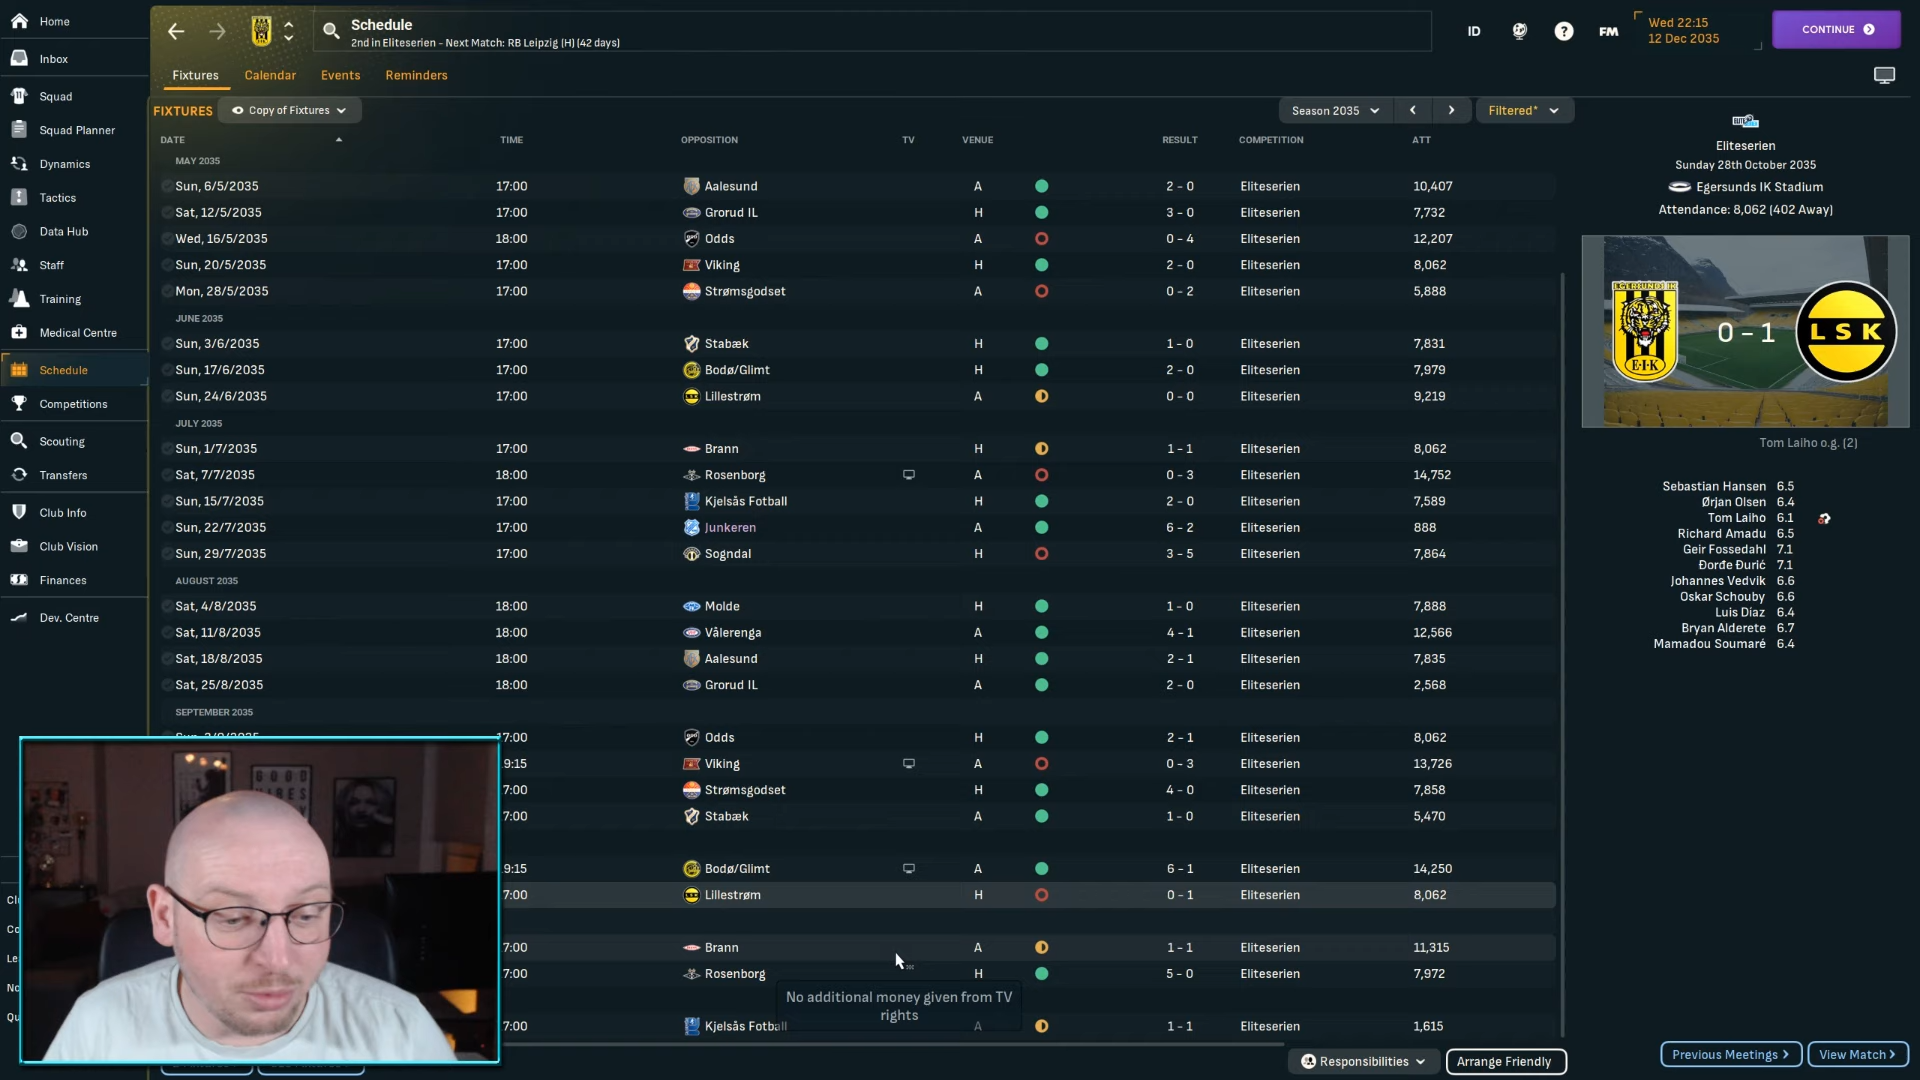 Home
Inbox
Squad
Squad Planner
Dynamics
Tactics
Data Hub
Staff
Training
Medical Centre
Schedule
Competitions
Scouting
Transfers
Club Info
Club Vision
Finances
Dev. Centre
Schedule
2nd in Eliteserien - Next Match: RB Leipzig (H) (42 days)
ID
FM
Wed 22:15
12 Dec 2035
CONTINUE
Fixtures Calendar Events Reminders
FIXTURES Copy of Fixtures Season 2035 Filtered*
DATE TIME OPPOSITION TV VENUE RESULT COMPETITION ATT
MAY 2035
Sun, 6/5/2035 17:00 Aalesund A 2 - 0 Eliteserien 10,407
Sat, 12/5/2035 17:00 Grorud IL H 3 - 0 Eliteserien 7,732
Wed, 16/5/2035 18:00 Odds A 0 - 4 Eliteserien 12,207
Sun, 20/5/2035 17:00 Viking H 2 - 0 Eliteserien 8,062
Mon, 28/5/2035 17:00 Strømsgodset A 0 - 2 Eliteserien 5,888
JUNE 2035
Sun, 3/6/2035 17:00 Stabæk H 1 - 0 Eliteserien 7,831
Sun, 17/6/2035 17:00 Bodø/Glimt H 2 - 0 Eliteserien 7,979
Sun, 24/6/2035 17:00 Lillestrøm A 0 - 0 Eliteserien 9,219
JULY 2035
Sun, 1/7/2035 17:00 Brann H 1 - 1 Eliteserien 8,062
Sat, 7/7/2035 18:00 Rosenborg A 0 - 3 Eliteserien 14,752
Sun, 15/7/2035 17:00 Kjelsås Fotball H 2 - 0 Eliteserien 7,589
Sun, 22/7/2035 17:00 Junkeren A 6 - 2 Eliteserien 888
Sun, 29/7/2035 17:00 Sogndal H 3 - 5 Eliteserien 7,864
AUGUST 2035
Sat, 4/8/2035 18:00 Molde H 1 - 0 Eliteserien 7,888
Sat, 11/8/2035 18:00 Vålerenga A 4 - 1 Eliteserien 12,566
Sat, 18/8/2035 18:00 Aalesund H 2 - 1 Eliteserien 7,835
Sat, 25/8/2035 18:00 Grorud IL A 2 - 0 Eliteserien 2,568
SEPTEMBER 2035
17:00 Odds H 2 - 1 Eliteserien 8,062
9:15 Viking A 0 - 3 Eliteserien 13,726
7:00 Strømsgodset H 4 - 0 Eliteserien 7,858
7:00 Stabæk A 1 - 0 Eliteserien 5,470
9:15 Bodø/Glimt A 6 - 1 Eliteserien 14,250
7:00 Lillestrøm H 0 - 1 Eliteserien 8,062
7:00 Brann A 1 - 1 Eliteserien 11,315
7:00 Rosenborg H 5 - 0 Eliteserien 7,972
No additional money given from TV
rights
7:00 Kjelsås Fotball A 1 - 1 Eliteserien 1,615
Responsibilities Arrange Friendly
Eliteserien
Sunday 28th October 2035
Egersunds IK Stadium
Attendance: 8,062 (402 Away)
EGERSUNDS IK
E·I·K
0 - 1
LSK
Tom Laiho o.g. (2)
Sebastian Hansen 6.5
Ørjan Olsen 6.4
Tom Laiho 6.1
Richard Amadu 6.5
Geir Fossedahl 7.1
Đorđe Đurić 7.1
Johannes Vedvik 6.6
Oskar Schouby 6.6
Luis Díaz 6.4
Bryan Alderete 6.7
Mamadou Soumaré 6.4
Previous Meetings View Match
GOOD
VIBES
Cl
Co
Le
No
Qu